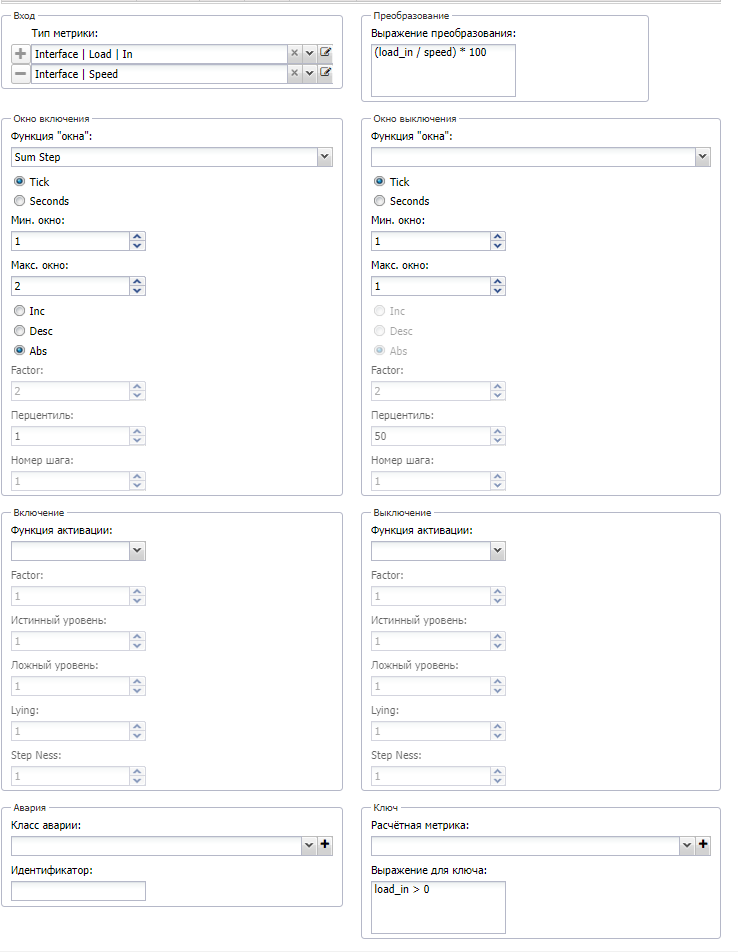 Вход
Тип метрики:
Interface | Load | In
Interface | Speed
Преобразование
Выражение преобразования:
(load_in / speed) * 100
Окно включения
Функция "окна":
Sum Step
Tick
Seconds
Мин. окно:
1
Макс. окно:
2
Inc
Desc
Abs
Factor:
2
Перцентиль:
1
Номер шага:
1
Окно выключения
Функция "окна":
Tick
Seconds
Мин. окно:
1
Макс. окно:
1
Inc
Desc
Abs
Factor:
2
Перцентиль:
50
Номер шага:
1
Включение
Функция активации:
Factor:
1
Истинный уровень:
1
Ложный уровень:
1
Lying:
1
Step Ness:
1
Выключение
Функция активации:
Factor:
1
Истинный уровень:
1
Ложный уровень:
1
Lying:
1
Step Ness:
1
Авария
Класс аварии:
Идентификатор:
Ключ
Расчётная метрика:
Выражение для ключа:
load_in > 0